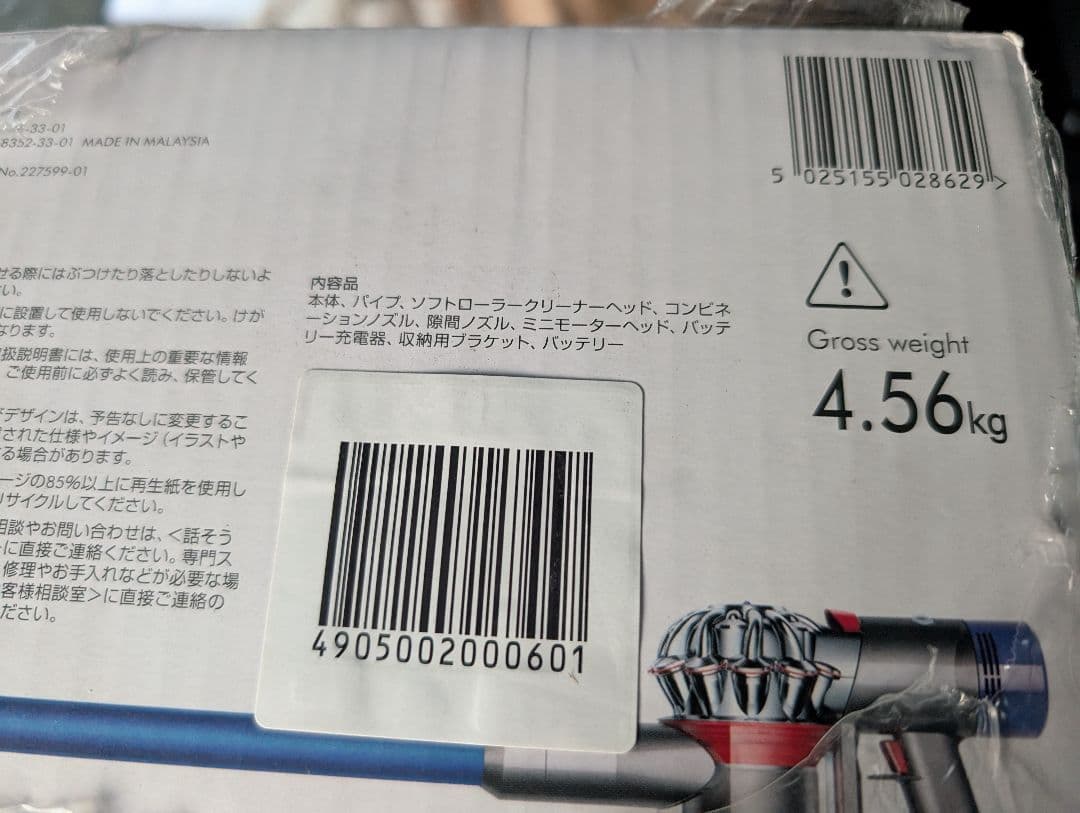 -33-01
8352-33-01 MADE IN MALAYSIA
No.227599-01
5 025155 028629 >
せる際にはぶつけたり落としたりしないよ
い。
に設置して使用しないでください。けが
なります。
扱説明書には、使用上の重要な情報
ご使用前に必ずよく読み、保管してく
デザインは、予告なしに変更するこ
された仕様やイメージ(イラストや
る場合があります。
ージの85%以上に再生紙を使用し
リサイクルしてください。
相談やお問い合わせは、<話そう
に直接ご連絡ください。専門ス
修理やお手入れなどが必要な場
客様相談室>に直接ご連絡の
ださい。
内容品
本体、パイプ、ソフトローラークリーナーヘッド、コンビネ
ーションノズル、隙間ノズル、ミニモーターヘッド、バッテ
リー充電器、収納用ブラケット、バッテリー
Gross weight
4.56kg
4905002000601